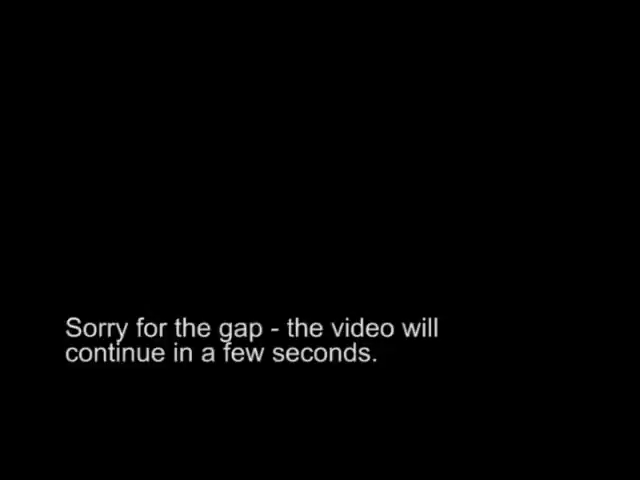 Sorry for the gap - the video will
continue in a few seconds.